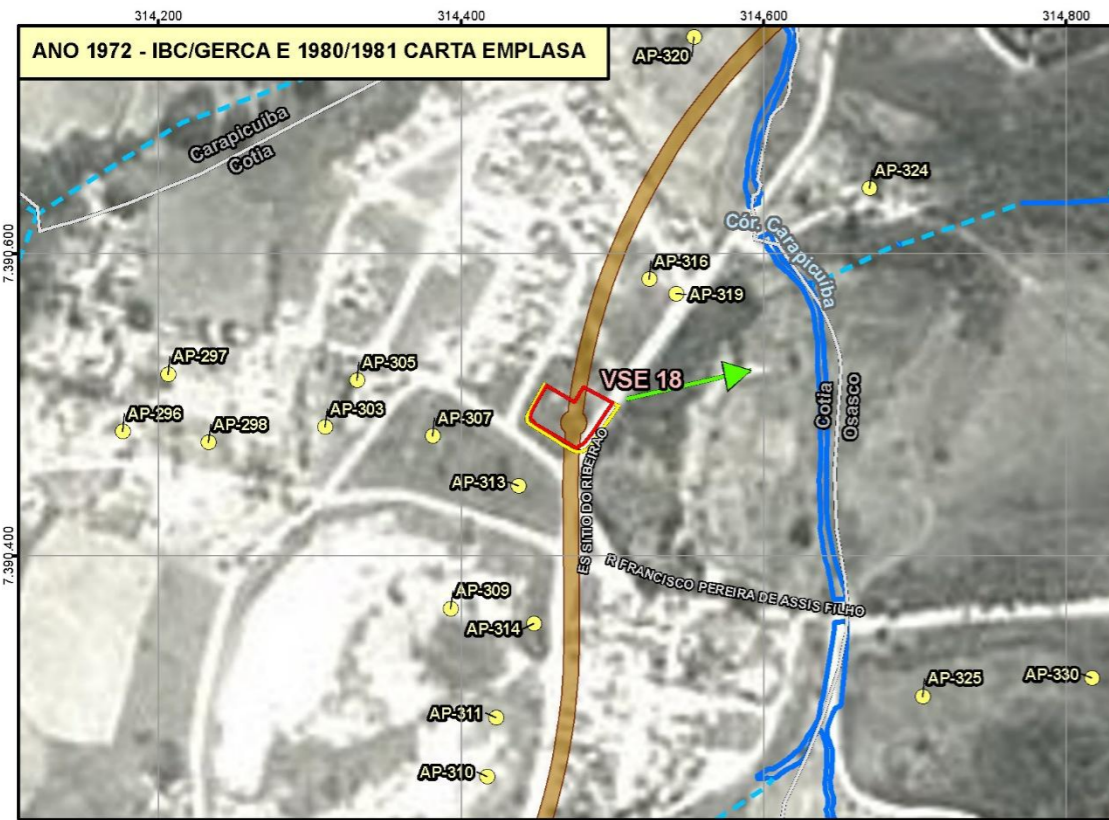 314,200
314,400
314,600
314,800
ANO 1972 - IBC/GERCA E 1980/1981 CARTA EMPLASA
AP-320
Carapicuíba
Cotia
AP-324
7.390,600
Cór. Carapicuíba
AP-316
AP-319
AP-297
AP-305
VSE 18
AP-296
AP-298
AP-303
AP-307
Cotia
Osasco
AP-313
ES SITIO DO RIBEIRAO
7.390,400
R FRANCISCO PEREIRA DE ASSIS FILHO
AP-309
AP-314
AP-325
AP-330
AP-311
AP-310